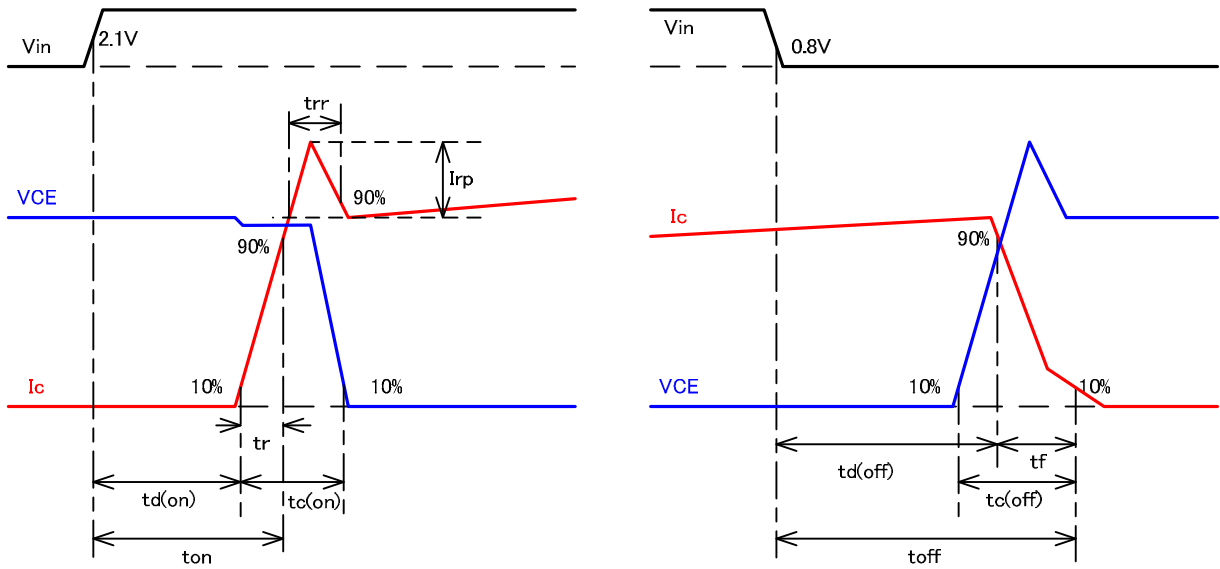 Vin
2.1V
trr
Irp
90%
VCE
90%
Ic
10%
10%
tr
td(on)
tc(on)
ton
Vin
0.8V
Ic
90%
VCE
10%
10%
td(off)
tf
tc(off)
toff